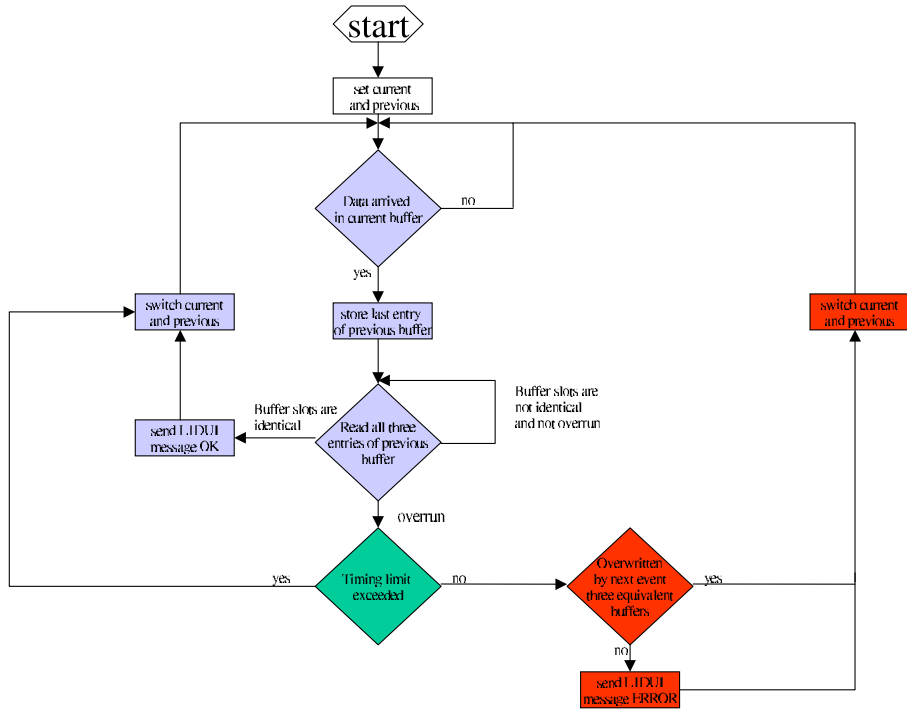 start
set current
and previous
Data arrived
in current buffer
no
yes
switch current
and previous
store last entry
of previous buffer
switch current
and previous
Buffer slots are
identical
Buffer slots are
not identical
and not overrun
send L1DUI
message OK
Read all three
entries of previous
buffer
overrun
yes
Timing limit
exceeded
no
Overwritten
by next event
three equivalent
buffers
yes
no
send L1DUI
message ERROR